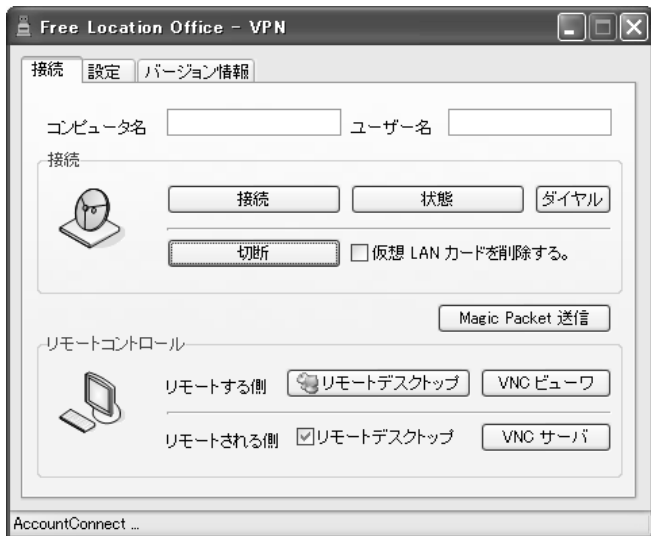 Free Location Office - VPN
接続 設定 バージョン情報
コンピュータ名 ユーザー名
接続
接続 状態 ダイヤル
切断 仮想 LAN カードを削除する。
Magic Packet 送信
リモートコントロール
リモートする側 リモートデスクトップ VNC ビューワ
リモートされる側 リモートデスクトップ VNC サーバ
AccountConnect ...